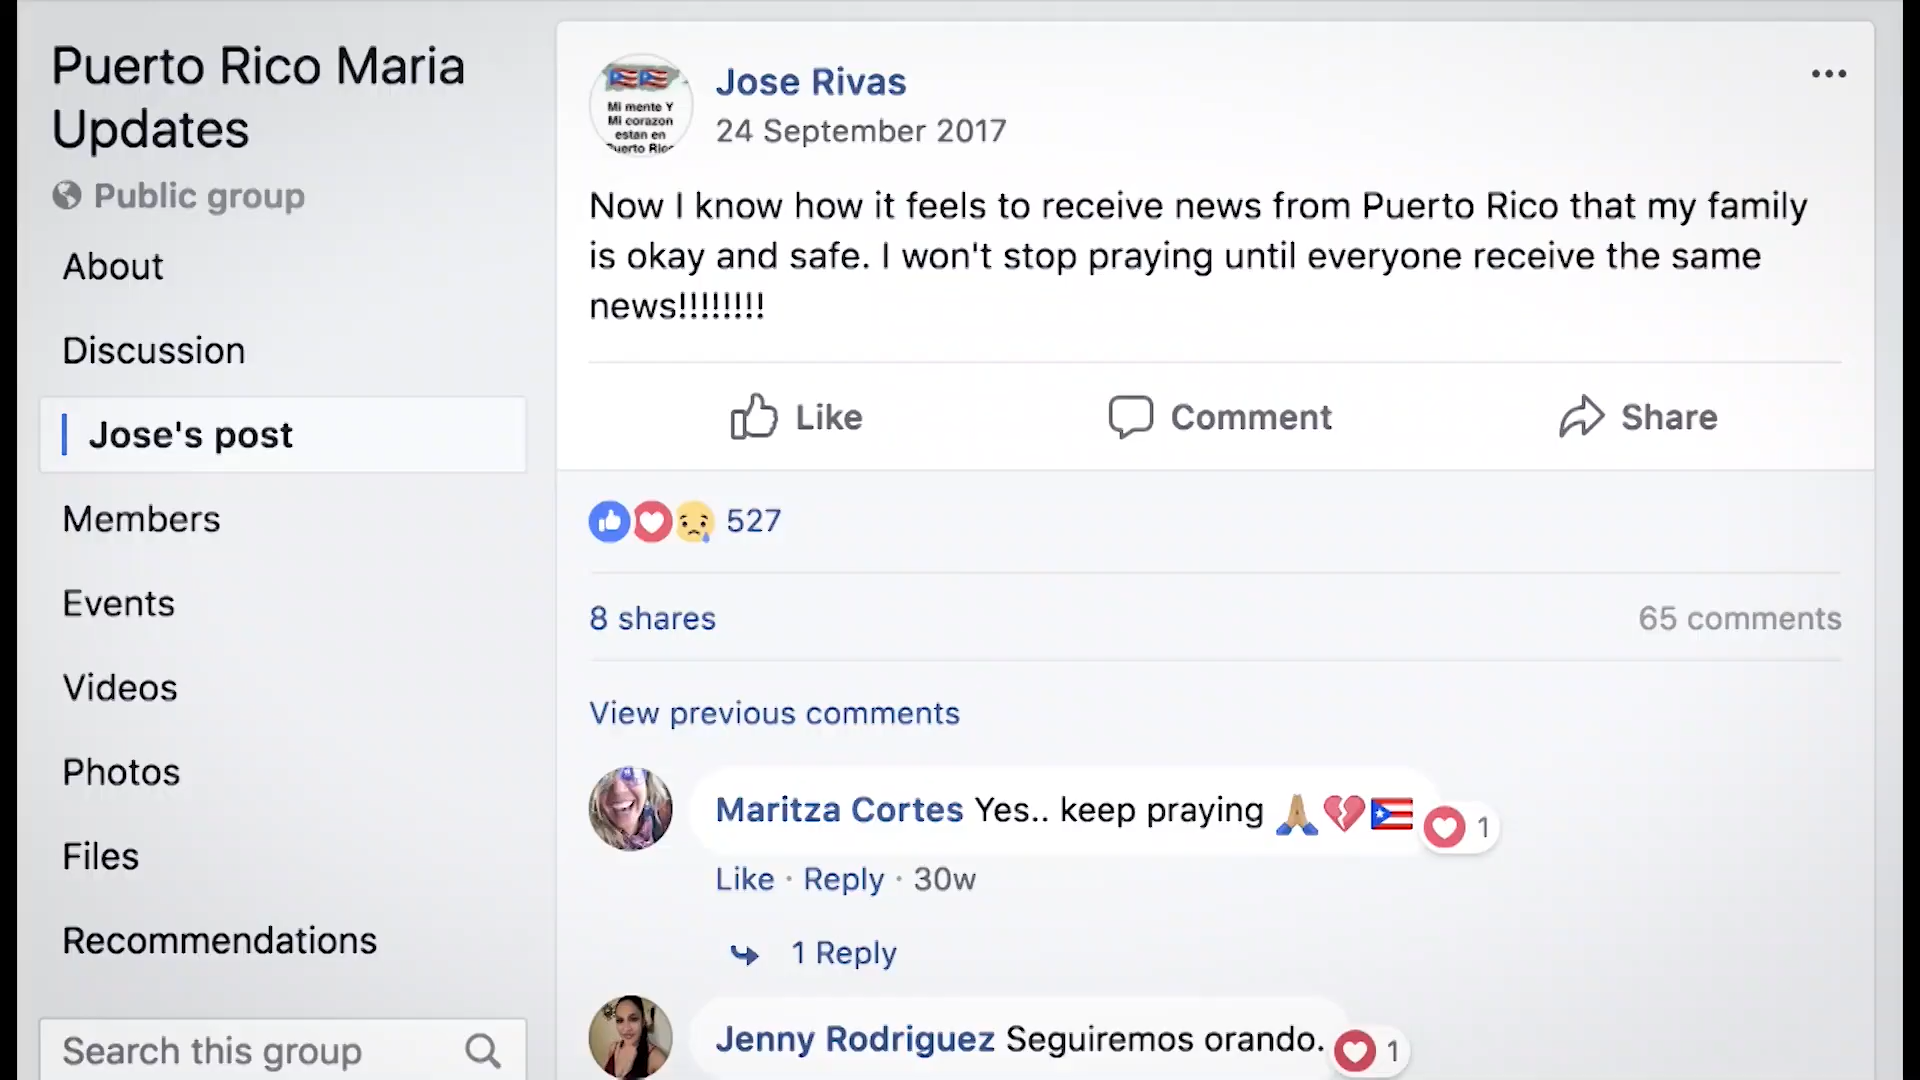 Puerto Rico Maria
Updates
Public group
About
Discussion
Jose's post
Members
Events
Videos
Photos
Files
Recommendations
Search this group
Mi mente Y
Mi corazon
estan en
Puerto Rico
Jose Rivas
24 September 2017
Now I know how it feels to receive news from Puerto Rico that my family
is okay and safe. I won't stop praying until everyone receive the same
news!!!!!!!!
Like
Comment
Share
527
8 shares
65 comments
View previous comments
Maritza Cortes Yes.. keep praying 🙏🏽💔🇵🇷
1
Like · Reply · 30w
1 Reply
Jenny Rodriguez Seguiremos orando.
1